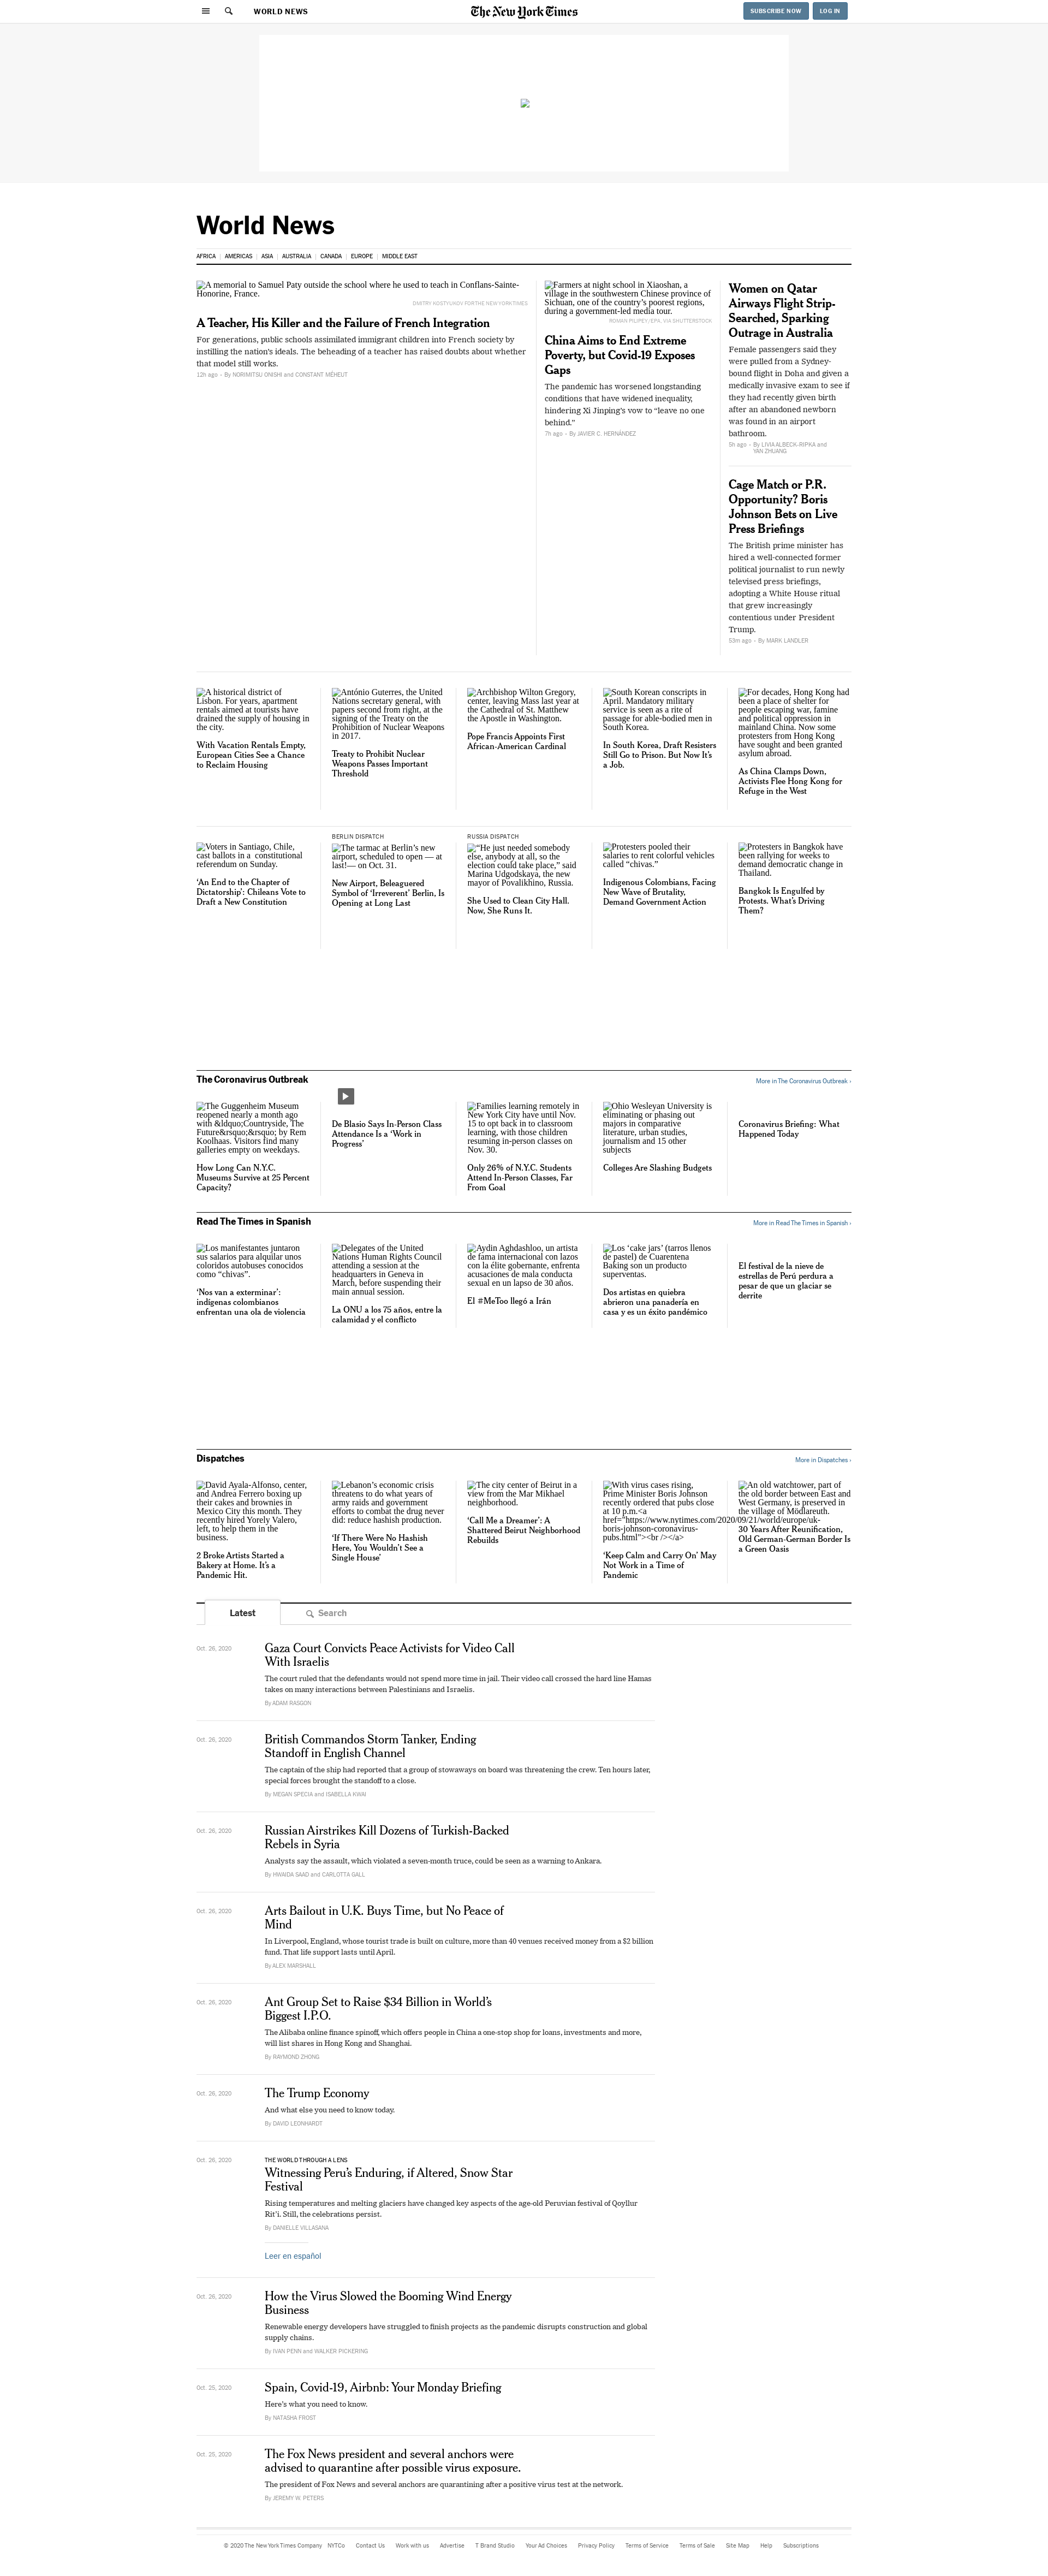 WORLD NEWS
The New York Times
SUBSCRIBE NOW
LOG IN
World News
AFRICA
AMERICAS
ASIA
AUSTRALIA
CANADA
EUROPE
MIDDLE EAST
A memorial to Samuel Paty outside the school where he used to teach in Conflans-Sainte-
Honorine, France.
DMITRY KOSTYUKOV FOR THE NEW YORK TIMES
A Teacher, His Killer and the Failure of French Integration
For generations, public schools assimilated immigrant children into French society by
instilling the nation's ideals. The beheading of a teacher has raised doubts about whether
that model still works.
12h ago - By NORIMITSU ONISHI and CONSTANT MÉHEUT
Farmers at night school in Xiaoshan, a
village in the southwestern Chinese province of
Sichuan, one of the country's poorest regions,
during a government-led media tour.
ROMAN PILIPEY/EPA, VIA SHUTTERSTOCK
China Aims to End Extreme
Poverty, but Covid-19 Exposes
Gaps
The pandemic has worsened longstanding
conditions that have widened inequality,
hindering Xi Jinping's vow to "leave no one
behind."
7h ago - By JAVIER C. HERNÁNDEZ
Women on Qatar
Airways Flight Strip-
Searched, Sparking
Outrage in Australia
Female passengers said they
were pulled from a Sydney-
bound flight in Doha and given a
medically invasive exam to see if
they had recently given birth
after an abandoned newborn
was found in an airport
bathroom.
5h ago - By LIVIA ALBECK-RIPKA and
YAN ZHUANG
Cage Match or P.R.
Opportunity? Boris
Johnson Bets on Live
Press Briefings
The British prime minister has
hired a well-connected former
political journalist to run newly
televised press briefings,
adopting a White House ritual
that grew increasingly
contentious under President
Trump.
53m ago - By MARK LANDLER
A historical district of
Lisbon. For years, apartment
rentals aimed at tourists have
drained the supply of housing in
the city.
With Vacation Rentals Empty,
European Cities See a Chance
to Reclaim Housing
António Guterres, the United
Nations secretary general, with
papers second from right, at the
signing of the Treaty on the
Prohibition of Nuclear Weapons
in 2017.
Treaty to Prohibit Nuclear
Weapons Passes Important
Threshold
Archbishop Wilton Gregory,
center, leaving Mass last year at
the Cathedral of St. Matthew
the Apostle in Washington.
Pope Francis Appoints First
African-American Cardinal
South Korean conscripts in
April. Mandatory military
service is seen as a rite of
passage for able-bodied men in
South Korea.
In South Korea, Draft Resisters
Still Go to Prison. But Now It's
a Job.
For decades, Hong Kong had
been a place of shelter for
people escaping war, famine
and political oppression in
mainland China. Now some
protesters from Hong Kong
have sought and been granted
asylum abroad.
As China Clamps Down,
Activists Flee Hong Kong for
Refuge in the West
Voters in Santiago, Chile,
cast ballots in a constitutional
referendum on Sunday.
'An End to the Chapter of
Dictatorship': Chileans Vote to
Draft a New Constitution
BERLIN DISPATCH
The tarmac at Berlin's new
airport, scheduled to open — at
last!— on Oct. 31.
New Airport, Beleaguered
Symbol of 'Irreverent' Berlin, Is
Opening at Long Last
RUSSIA DISPATCH
"He just needed somebody
else, anybody at all, so the
election could take place," said
Marina Udgodskaya, the new
mayor of Povalikhino, Russia.
She Used to Clean City Hall.
Now, She Runs It.
Protesters pooled their
salaries to rent colorful vehicles
called "chivas."
Indigenous Colombians, Facing
New Wave of Brutality,
Demand Government Action
Protesters in Bangkok have
been rallying for weeks to
demand democratic change in
Thailand.
Bangkok Is Engulfed by
Protests. What's Driving
Them?
The Coronavirus Outbreak
More in The Coronavirus Outbreak ›
The Guggenheim Museum
reopened nearly a month ago
with &ldquo;Countryside, The
Future&rsquo;&rsquo; by Rem
Koolhaas. Visitors find many
galleries empty on weekdays.
How Long Can N.Y.C.
Museums Survive at 25 Percent
Capacity?
De Blasio Says In-Person Class
Attendance Is a 'Work in
Progress'
Families learning remotely in
New York City have until Nov.
15 to opt back in to classroom
learning, with those children
resuming in-person classes on
Nov. 30.
Only 26% of N.Y.C. Students
Attend In-Person Classes, Far
From Goal
Ohio Wesleyan University is
eliminating or phasing out
majors in comparative
literature, urban studies,
journalism and 15 other
subjects
Colleges Are Slashing Budgets
Coronavirus Briefing: What
Happened Today
Read The Times in Spanish
More in Read The Times in Spanish ›
Los manifestantes juntaron
sus salarios para alquilar unos
coloridos autobuses conocidos
como "chivas".
'Nos van a exterminar':
indígenas colombianos
enfrentan una ola de violencia
Delegates of the United
Nations Human Rights Council
attending a session at the
headquarters in Geneva in
March, before suspending their
main annual session.
La ONU a los 75 años, entre la
calamidad y el conflicto
Aydin Aghdashloo, un artista
de fama internacional con lazos
con la élite gobernante, enfrenta
acusaciones de mala conducta
sexual en un lapso de 30 años.
El #MeToo llegó a Irán
Los 'cake jars' (tarros llenos
de pastel) de Cuarentena
Baking son un producto
superventas.
Dos artistas en quiebra
abrieron una panadería en
casa y es un éxito pandémico
El festival de la nieve de
estrellas de Perú perdura a
pesar de que un glaciar se
derrite
Dispatches
More in Dispatches ›
David Ayala-Alfonso, center,
and Andrea Ferrero boxing up
their cakes and brownies in
Mexico City this month. They
recently hired Yorely Valero,
left, to help them in the
business.
2 Broke Artists Started a
Bakery at Home. It's a
Pandemic Hit.
Lebanon's economic crisis
threatens to do what years of
army raids and government
efforts to combat the drug never
did: reduce hashish production.
'If There Were No Hashish
Here, You Wouldn't See a
Single House'
The city center of Beirut in a
view from the Mar Mikhael
neighborhood.
'Call Me a Dreamer': A
Shattered Beirut Neighborhood
Rebuilds
With virus cases rising,
Prime Minister Boris Johnson
recently ordered that pubs close
at 10 p.m.<a
href="https://www.nytimes.com/2020/09/21/world/europe/uk-
boris-johnson-coronavirus-
pubs.html"><br /></a>
'Keep Calm and Carry On' May
Not Work in a Time of
Pandemic
An old watchtower, part of
the old border between East and
West Germany, is preserved in
the village of Mödlareuth.
30 Years After Reunification,
Old German-German Border Is
a Green Oasis
Latest
Search
Oct. 26, 2020
Gaza Court Convicts Peace Activists for Video Call
With Israelis
The court ruled that the defendants would not spend more time in jail. Their video call crossed the hard line Hamas
takes on many interactions between Palestinians and Israelis.
By ADAM RASGON
Oct. 26, 2020
British Commandos Storm Tanker, Ending
Standoff in English Channel
The captain of the ship had reported that a group of stowaways on board was threatening the crew. Ten hours later,
special forces brought the standoff to a close.
By MEGAN SPECIA and ISABELLA KWAI
Oct. 26, 2020
Russian Airstrikes Kill Dozens of Turkish-Backed
Rebels in Syria
Analysts say the assault, which violated a seven-month truce, could be seen as a warning to Ankara.
By HWAIDA SAAD and CARLOTTA GALL
Oct. 26, 2020
Arts Bailout in U.K. Buys Time, but No Peace of
Mind
In Liverpool, England, whose tourist trade is built on culture, more than 40 venues received money from a $2 billion
fund. That life support lasts until April.
By ALEX MARSHALL
Oct. 26, 2020
Ant Group Set to Raise $34 Billion in World's
Biggest I.P.O.
The Alibaba online finance spinoff, which offers people in China a one-stop shop for loans, investments and more,
will list shares in Hong Kong and Shanghai.
By RAYMOND ZHONG
Oct. 26, 2020
The Trump Economy
And what else you need to know today.
By DAVID LEONHARDT
Oct. 26, 2020
THE WORLD THROUGH A LENS
Witnessing Peru's Enduring, if Altered, Snow Star
Festival
Rising temperatures and melting glaciers have changed key aspects of the age-old Peruvian festival of Qoyllur
Rit'i. Still, the celebrations persist.
By DANIELLE VILLASANA
Leer en español
Oct. 26, 2020
How the Virus Slowed the Booming Wind Energy
Business
Renewable energy developers have struggled to finish projects as the pandemic disrupts construction and global
supply chains.
By IVAN PENN and WALKER PICKERING
Oct. 25, 2020
Spain, Covid-19, Airbnb: Your Monday Briefing
Here's what you need to know.
By NATASHA FROST
Oct. 25, 2020
The Fox News president and several anchors were
advised to quarantine after possible virus exposure.
The president of Fox News and several anchors are quarantining after a positive virus test at the network.
By JEREMY W. PETERS
© 2020 The New York Times Company
NYTCo
Contact Us
Work with us
Advertise
T Brand Studio
Your Ad Choices
Privacy Policy
Terms of Service
Terms of Sale
Site Map
Help
Subscriptions